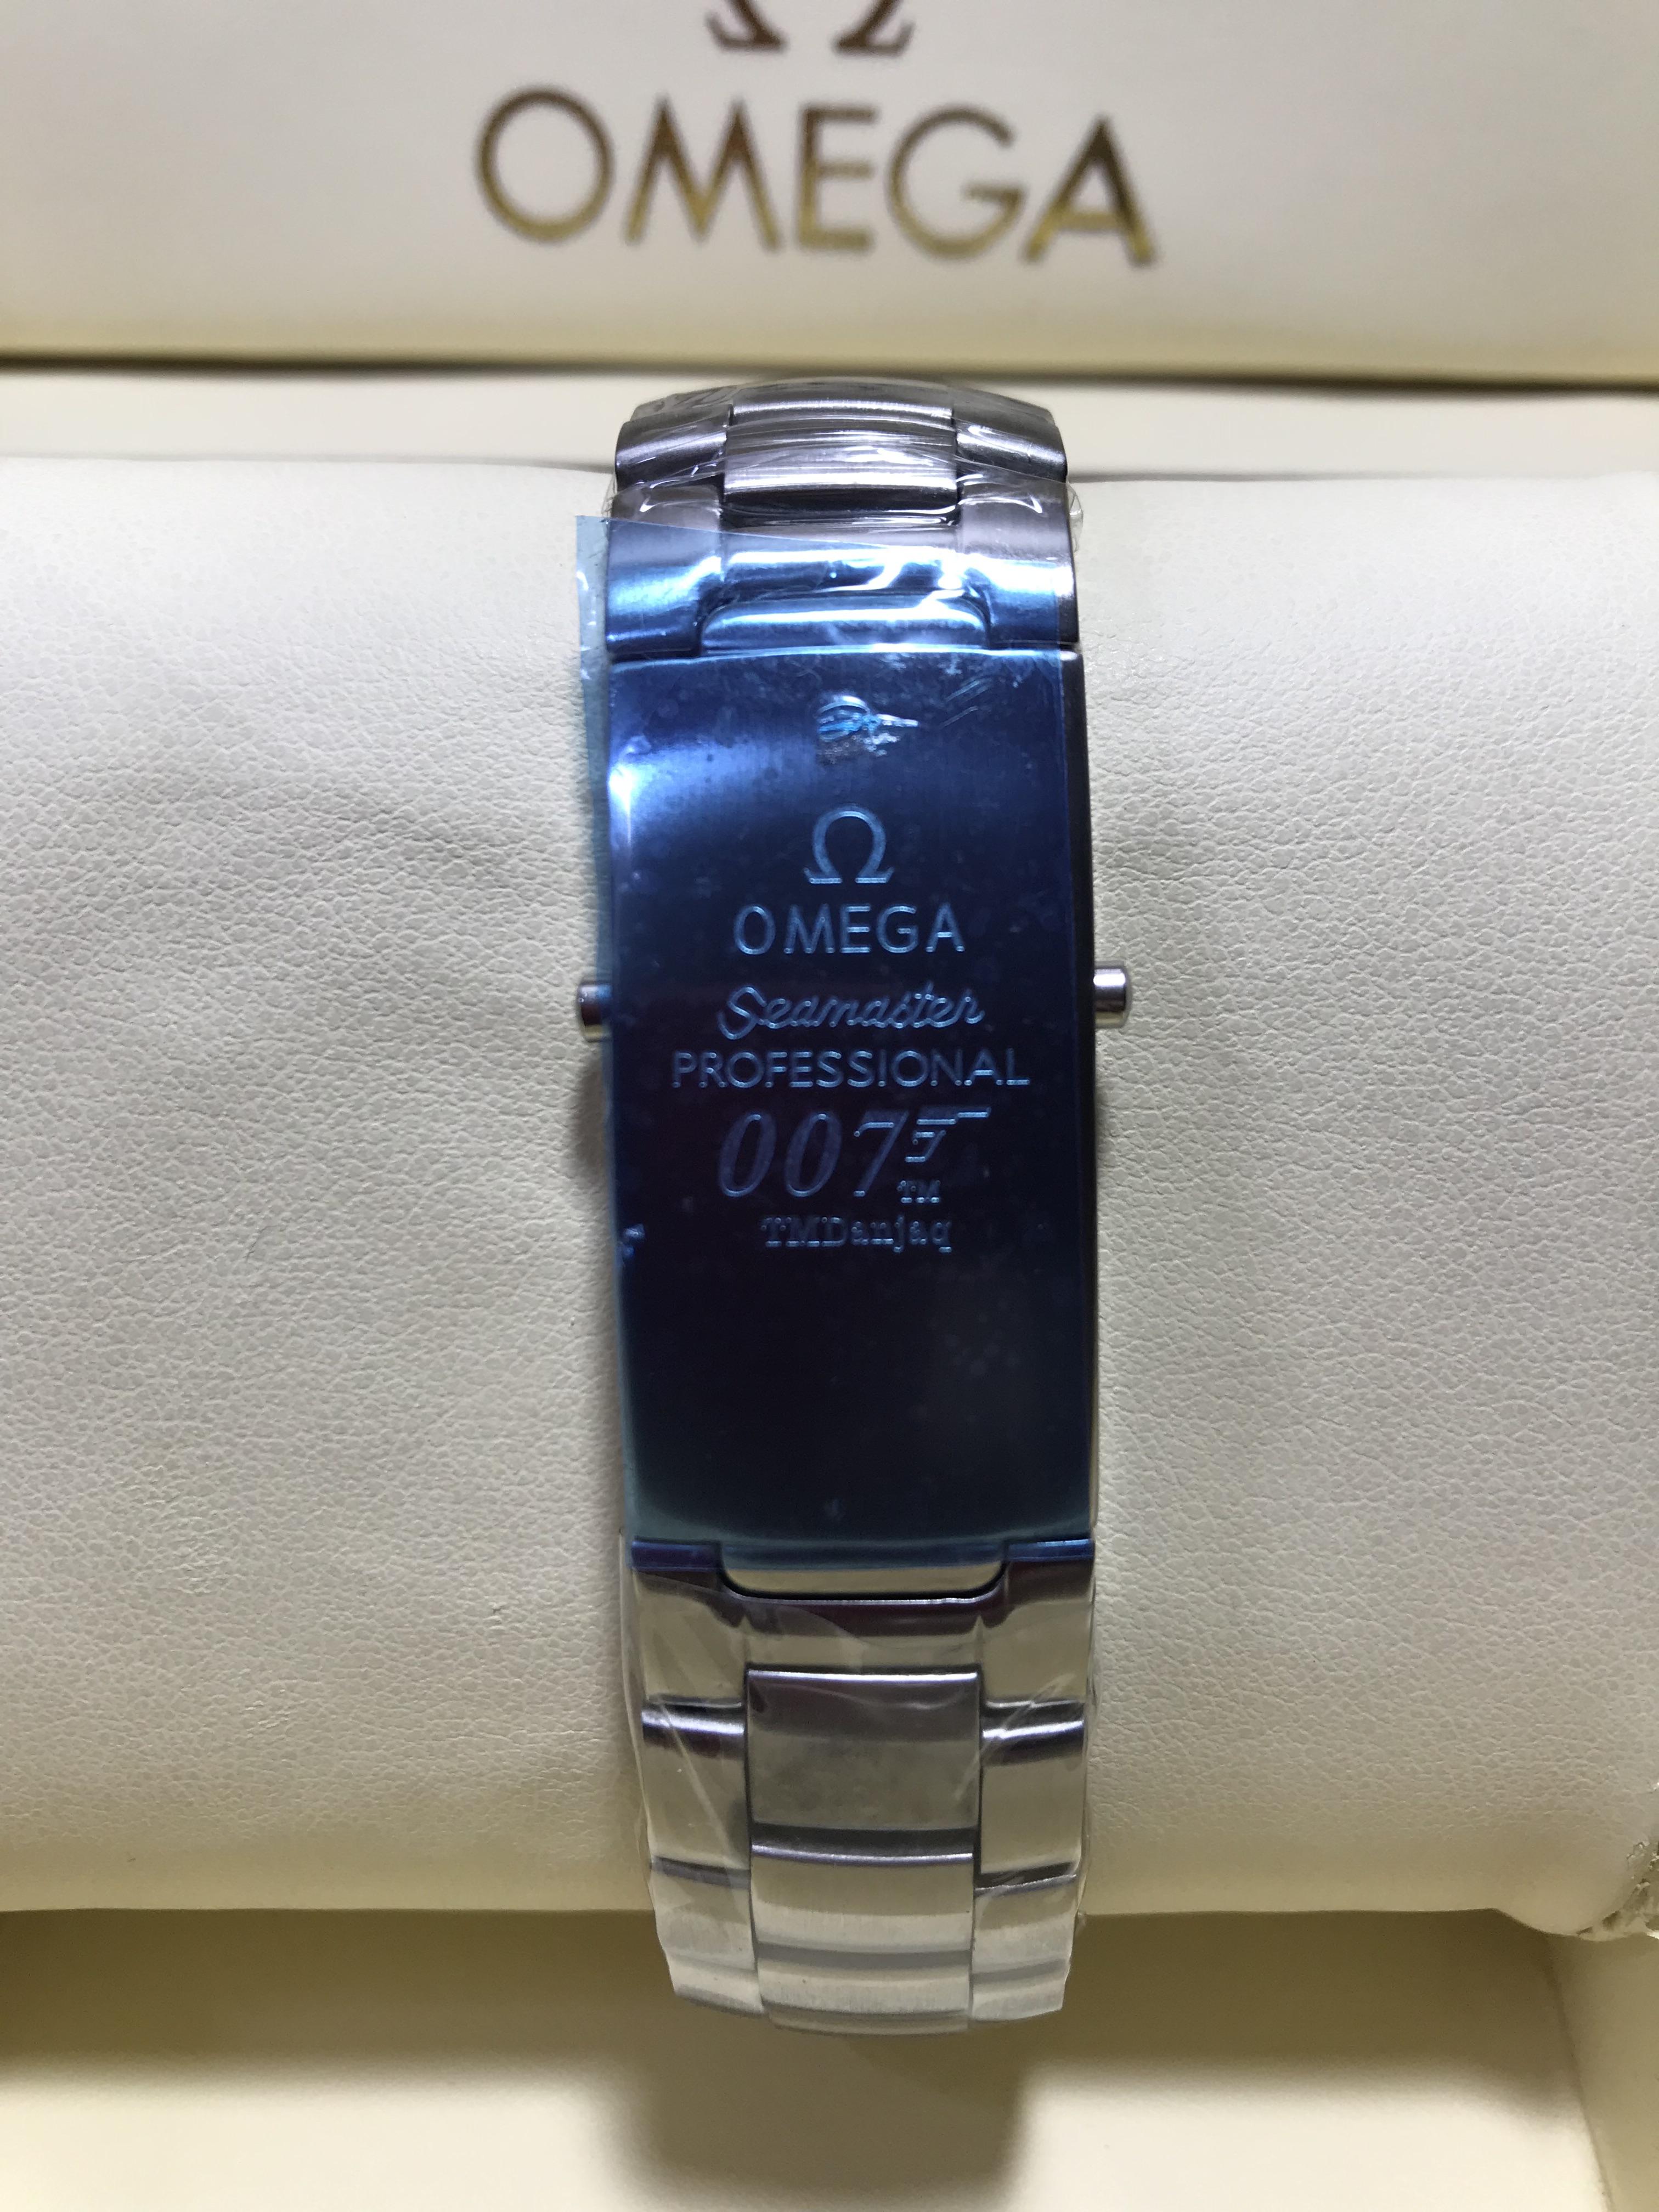 Ω
OMEGA
Ω
OMEGA
Seamaster
PROFESSIONAL
007
TM
TMDanjaq